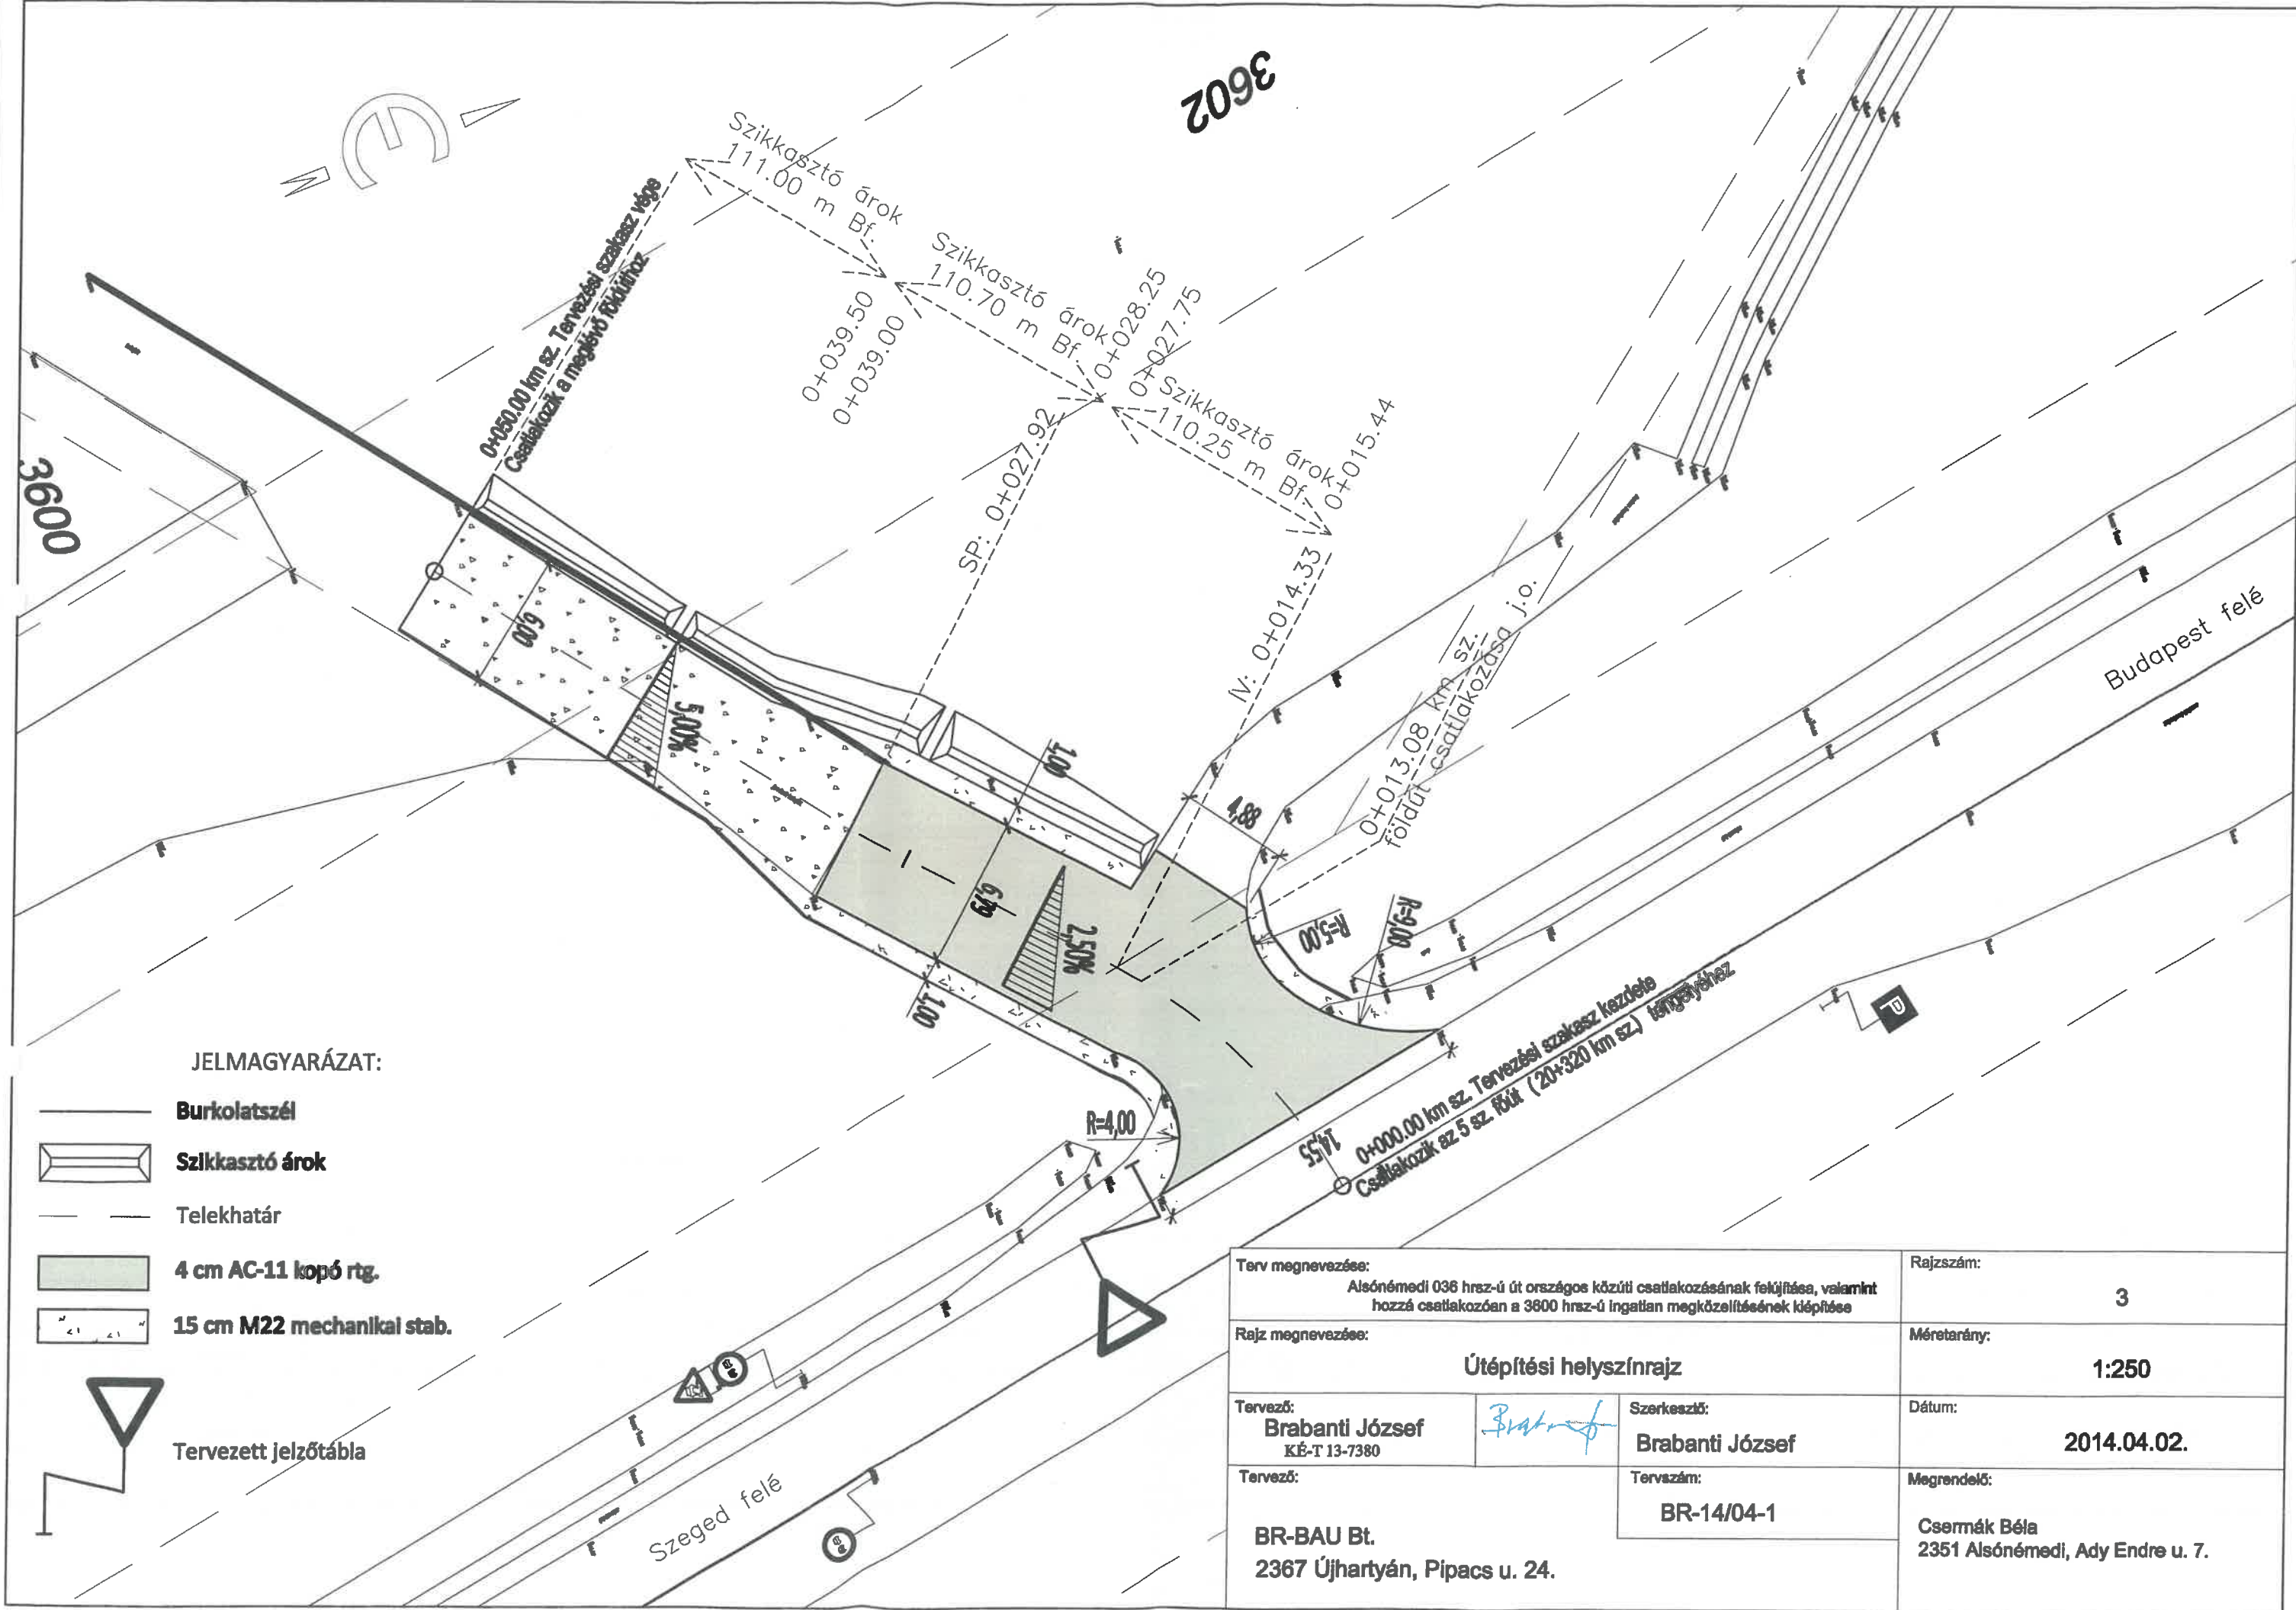 3602
Szikkasztó árok
111.00 m Bf.
Szikkasztó árok
110.70 m Bf.
Szikkasztó árok
110.25 m Bf.
0+050.00 km sz. Tervezési szakasz vége
Csatlakozik a meglévő földúthoz
0+039.50
0+039.00
0+028.25
0+027.75
0+015.44
SP: 0+027.92
ÍV: 0+014.33
0+013.08 km sz.
földút csatlakozása j.o.
3600
6,00
5,00%
1,00
4,88
6,79
2,50%
1,00
R=5,00
R=9,00
R=4,00
14,55
Budapest felé
0+000.00 km sz. Tervezési szakasz kezdete
Csatlakozik az 5 sz. főút (20+320 km sz.) tengelyéhez
P
Szeged felé
JELMAGYARÁZAT:
Burkolatszél
Szikkasztó árok
Telekhatár
4 cm AC-11 kopó rtg.
15 cm M22 mechanikai stab.
Tervezett jelzőtábla
Terv megnevezése:
Alsónémedi 036 hrsz-ú út országos közúti csatlakozásának felújítása, valamint
hozzá csatlakozóan a 3600 hrsz-ú ingatlan megközelítésének kiépítése
Rajzszám:
3
Rajz megnevezése:
Útépítési helyszínrajz
Méretarány:
1:250
Tervező:
Brabanti József
KÉ-T 13-7380
Szerkesztő:
Brabanti József
Dátum:
2014.04.02.
Tervező:
BR-BAU Bt.
2367 Újhartyán, Pipacs u. 24.
Tervszám:
BR-14/04-1
Megrendelő:
Csermák Béla
2351 Alsónémedi, Ady Endre u. 7.